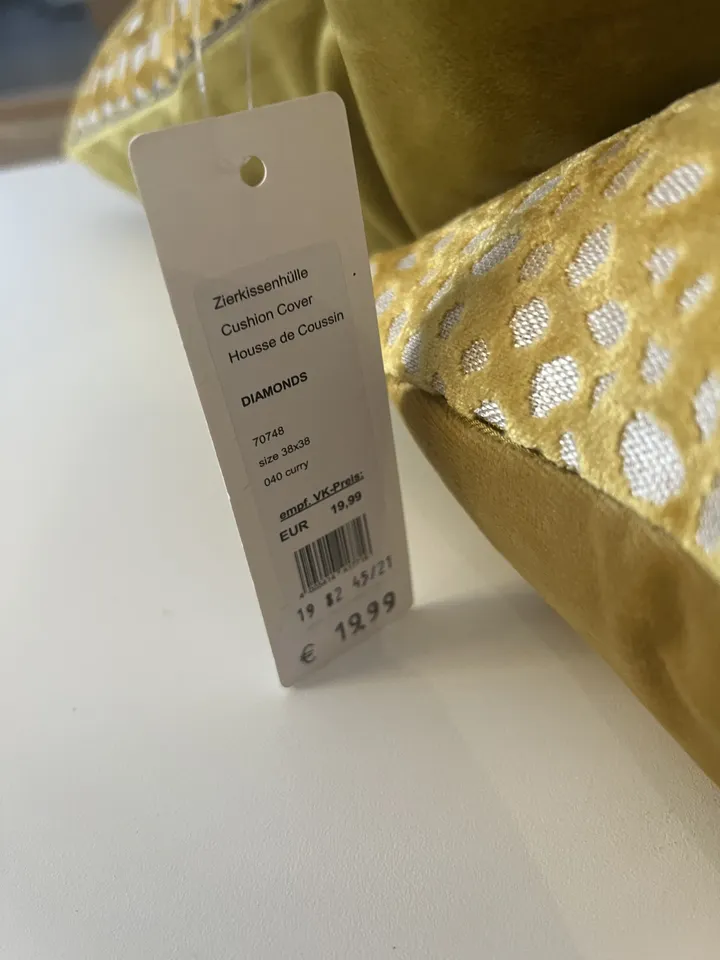 Zierkissenhülle
Cushion Cover
Housse de Coussin
DIAMONDS
70748
size 38x38
040 curry
empf. VK-Preis:
EUR 19,99
19 82 45/21
€ 19,99